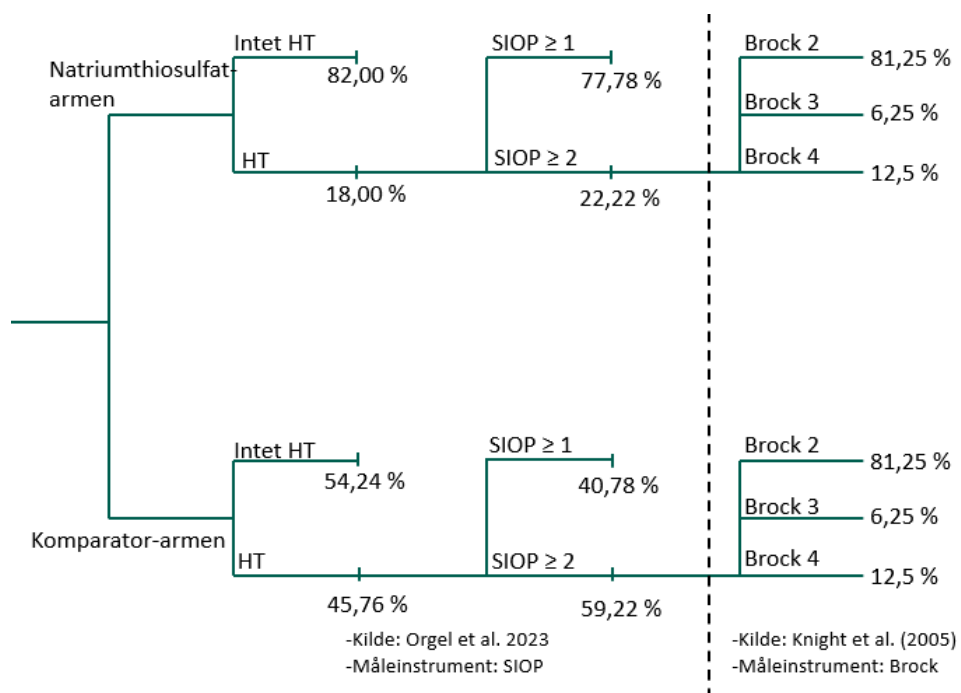 Intet HT
SIOP ≥ 1
Brock 2
Natriumthiosulfat-
armen
82,00 %
77,78 %
81,25 %
Brock 3
6,25 %
HT
SIOP ≥ 2
Brock 4
12,5 %
18,00 %
22,22 %
Intet HT
SIOP ≥ 1
Brock 2
54,24 %
40,78 %
81,25 %
Brock 3
6,25 %
Komparator-armen
HT
SIOP ≥ 2
Brock 4
12,5 %
45,76 %
59,22 %
-Kilde: Orgel et al. 2023
-Måleinstrument: SIOP
-Kilde: Knight et al. (2005)
-Måleinstrument: Brock